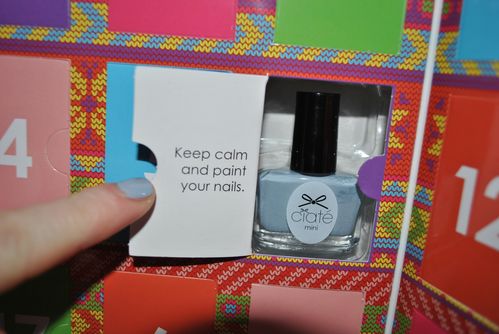 Keep calm
and paint
your nails.
ciaté
mini
4
12